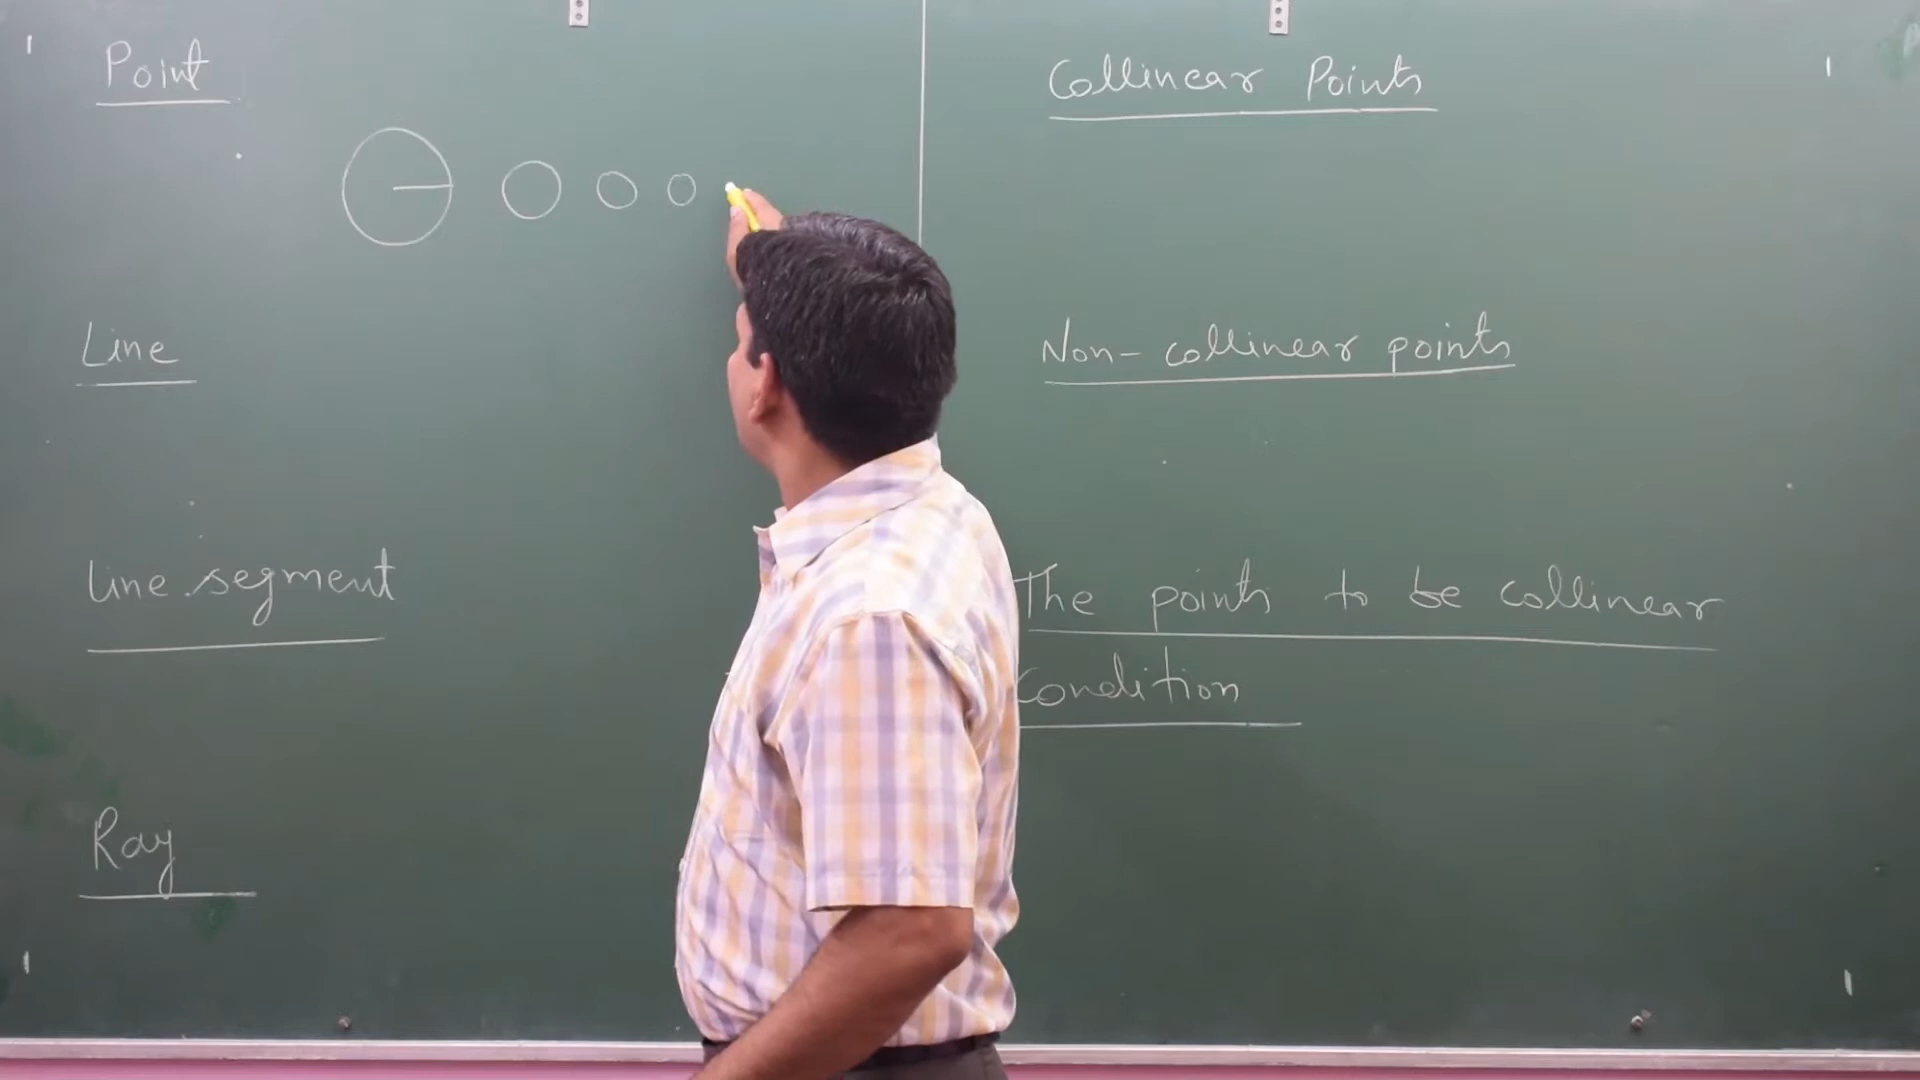 Point
Line
Line segment
Ray
Collinear Points
Non-collinear points
The points to be collinear
condition